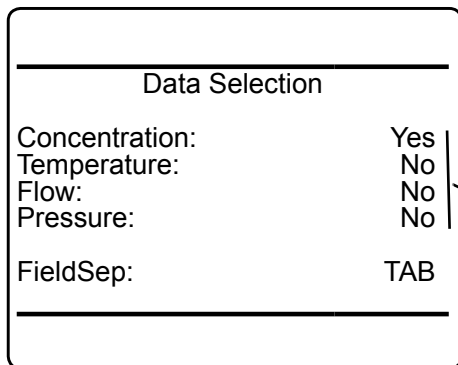 Data Selection
Concentration: Yes
Temperature: No
Flow: No
Pressure: No
FieldSep: TAB